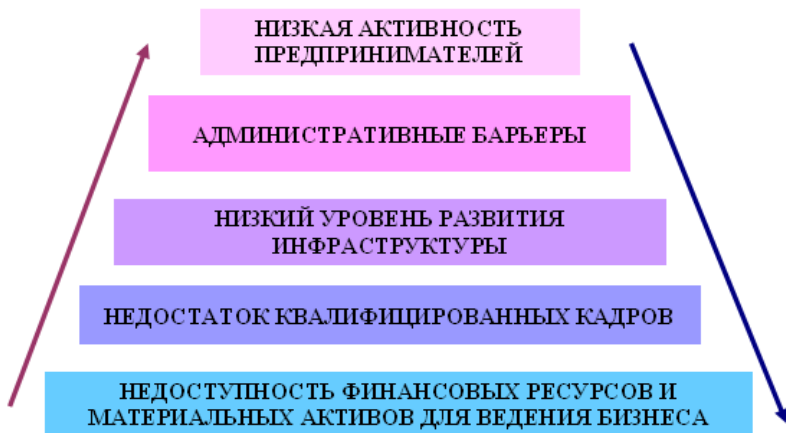 НИЗКАЯ АКТИВНОСТЬ
ПРЕДПРИНИМАТЕЛЕЙ
АДМИНИСТРАТИВНЫЕ БАРЬЕРЫ
НИЗКИЙ УРОВЕНЬ РАЗВИТИЯ
ИНФРАСТРУКТУРЫ
НЕДОСТАТОК КВАЛИФИЦИРОВАННЫХ КАДРОВ
НЕДОСТУПНОСТЬ ФИНАНСОВЫХ РЕСУРСОВ И
МАТЕРИАЛЬНЫХ АКТИВОВ ДЛЯ ВЕДЕНИЯ БИЗНЕСА